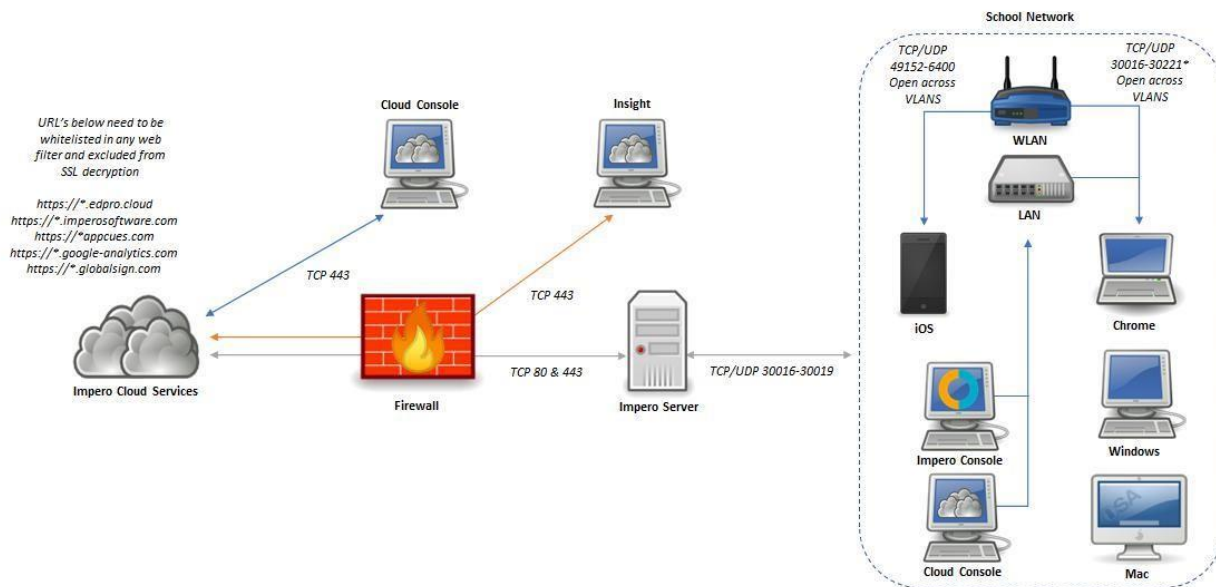 School Network
TCP/UDP
49152-6400
Open across
VLANS
TCP/UDP
30016-30221*
Open across
VLANS
WLAN
LAN
iOS
Chrome
Impero Console
Windows
Cloud Console
Mac
SA
Cloud Console
Insight
URL's below need to be
whitelisted in any web
filter and excluded from
SSL decryption
https://*.edpro.cloud
https://*.imperosoftware.com
https://*appcues.com
https://*.google-analytics.com
https://*.globalsign.com
TCP 443
TCP 443
Impero Cloud Services
Firewall
TCP 80 & 443
Impero Server
TCP/UDP 30016-30019